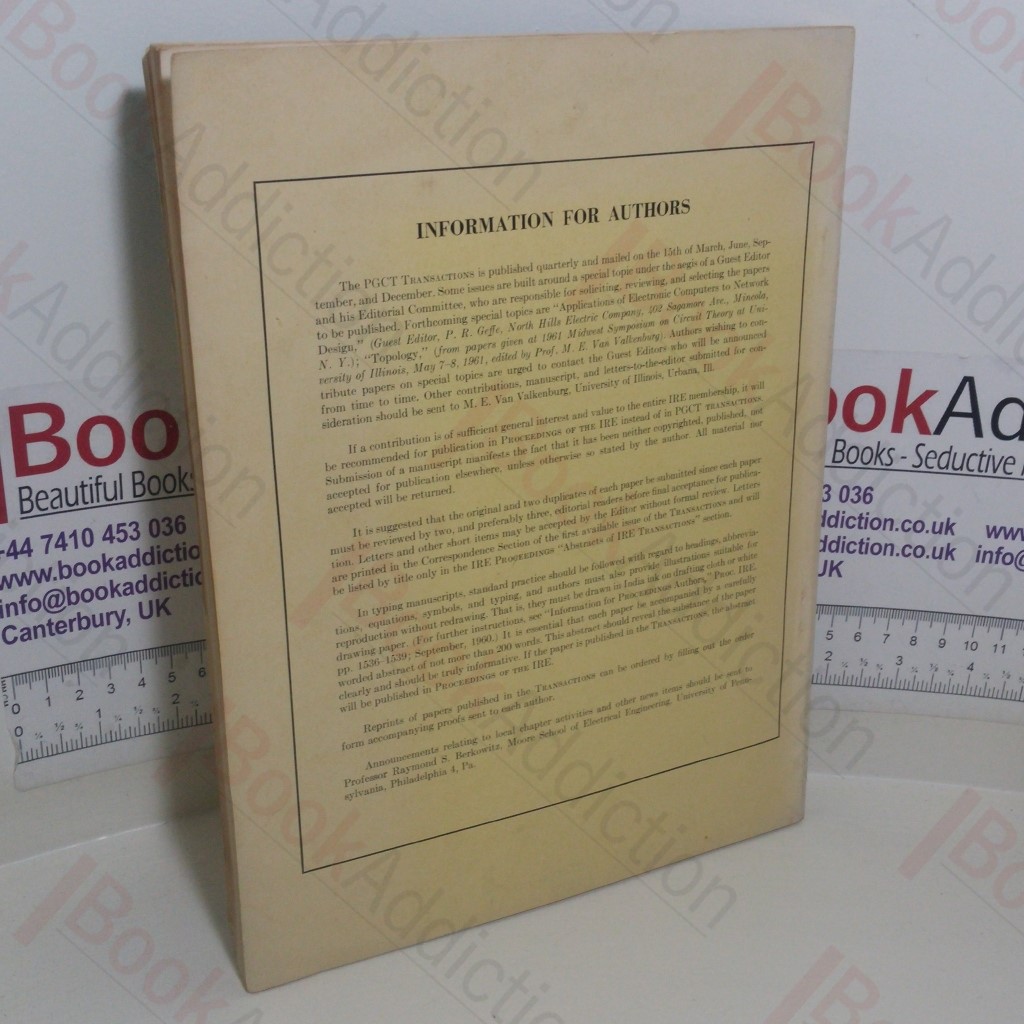 INFORMATION FOR AUTHORS
The PGCT TRANSACTIONS is published quarterly and mailed on the 15th of March, June, Sep-
tember, and December. Some issues are built around a special topic under the aegis of a Guest Editor
and his Editorial Committee, who are responsible for soliciting, reviewing, and selecting the papers
to be published. Forthcoming special topics are "Applications of Electronic Computers to Network
Design," (Guest Editor, P. R. Geffe, North Hills Electric Company, 402 Sagamore Ave., Mineola,
N. Y.); "Topology," (from papers given at 1961 Midwest Symposium on Circuit Theory at Uni-
versity of Illinois, May 7-8, 1961, edited by Prof. M. E. Van Valkenburg). Authors wishing to con-
tribute papers on special topics are urged to contact the Guest Editors who will be announced
from time to time. Other contributions, manuscript, and letters-to-the-editor submitted for con-
sideration should be sent to M. E. Van Valkenburg, University of Illinois, Urbana, Ill.
If a contribution is of sufficient general interest and value to the entire IRE membership, it will
be recommended for publication in PROCEEDINGS OF THE IRE instead of in PGCT TRANSACTIONS.
Submission of a manuscript manifests the fact that it has been neither copyrighted, published, nor
accepted for publication elsewhere, unless otherwise so stated by the author. All material not
accepted will be returned.
It is suggested that the original and two duplicates of each paper be submitted since each paper
must be reviewed by two, and preferably three, editorial readers before final acceptance for publica-
tion. Letters and other short items may be accepted by the Editor without formal review. Letters
are printed in the Correspondence Section of the first available issue of the TRANSACTIONS and will
be listed by title only in the IRE PROCEEDINGS "Abstracts of IRE TRANSACTIONS" section.
In typing manuscripts, standard practice should be followed with regard to headings, abbrevia-
tions, equations, symbols, and typing, and authors must also provide illustrations suitable for
reproduction without redrawing. That is, they must be drawn in India ink on drafting cloth or white
drawing paper. (For further instructions, see "Information for PROCEEDINGS Authors," PROC. IRE,
pp. 1536-1539; September, 1960.) It is essential that each paper be accompanied by a carefully
worded abstract of not more than 200 words. This abstract should reveal the substance of the paper
clearly and should be truly informative. If the paper is published in the TRANSACTIONS, the abstract
will be published in PROCEEDINGS OF THE IRE.
Reprints of papers published in the TRANSACTIONS can be ordered by filling out the order
form accompanying proofs sent to each author.
Announcements relating to local chapter activities and other news items should be sent to
Professor Raymond S. Berkowitz, Moore School of Electrical Engineering, University of Penn-
sylvania, Philadelphia 4, Pa.
Boo
Beautiful Books
+44 7410 453 036
www.bookaddictio
info@bookaddictio
Canterbury, UK
0 1 2 3 4 5 6
0 1 2
ookAd
Books - Seductive
3 036
ddiction.co.uk www
ddiction.co.uk info@
UK
5 6 7 8 9 10 11
2 3 4
BookAddiction